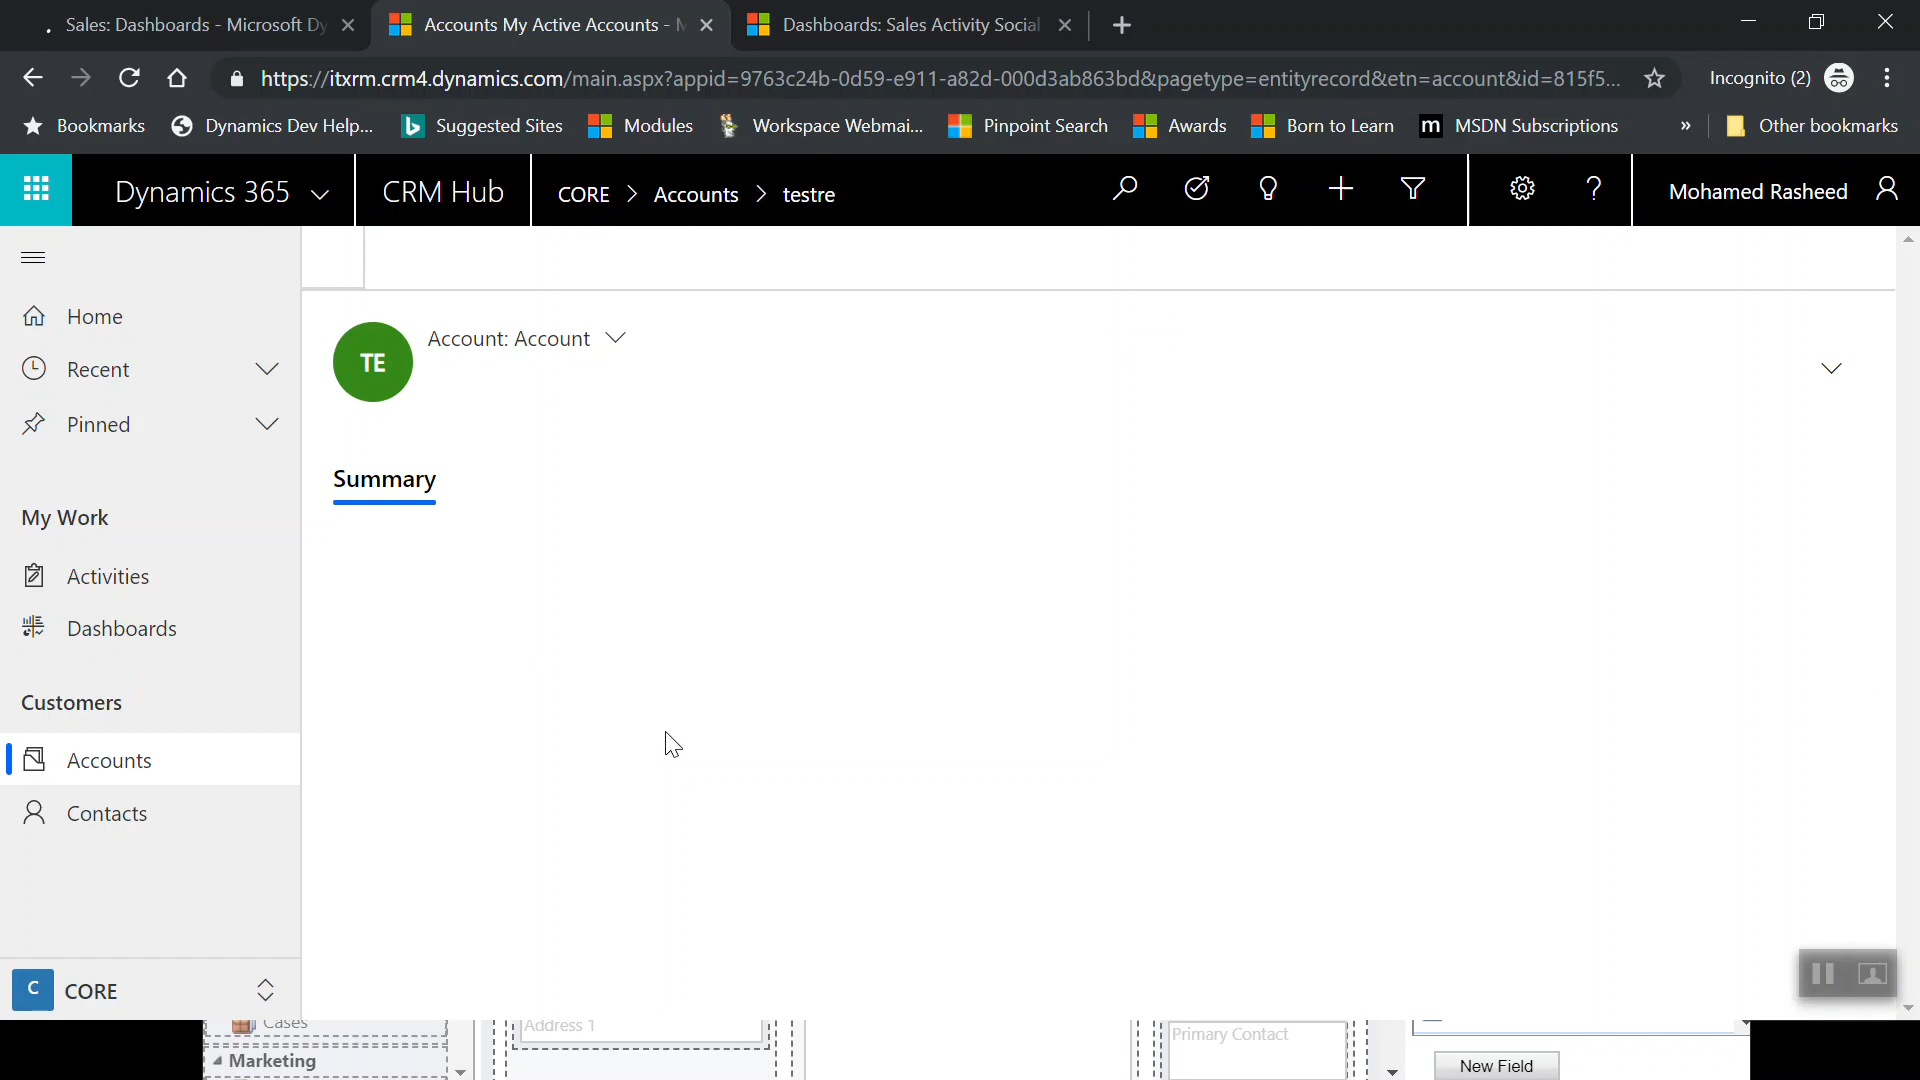 Sales: Dashboards - Microsoft Dy
Accounts My Active Accounts - M
Dashboards: Sales Activity Social
https://itxrm.crm4.dynamics.com/main.aspx?appid=9763c24b-0d59-e911-a82d-000d3ab863bd&pagetype=entityrecord&etn=account&id=815f5...
Incognito (2)
Bookmarks
Dynamics Dev Help...
Suggested Sites
Modules
Workspace Webmai...
Pinpoint Search
Awards
Born to Learn
m MSDN Subscriptions
»
Other bookmarks
Dynamics 365
CRM Hub
CORE > Accounts > testre
Mohamed Rasheed
Home
Recent
Pinned
My Work
Activities
Dashboards
Customers
Accounts
Contacts
C CORE
TE
Account: Account
Summary
Cases
Marketing
Address 1
Primary Contact
New Field